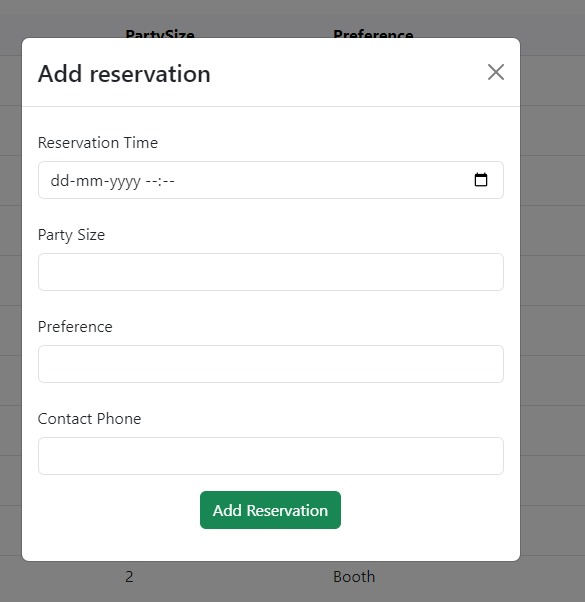 PartySize Preference
Add reservation
Reservation Time
dd-mm-yyyy --:--
Party Size
Preference
Contact Phone
Add Reservation
2 Booth